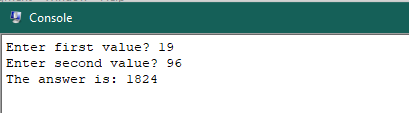 Console
Enter first value? 19
Enter second value? 96
The answer is: 1824